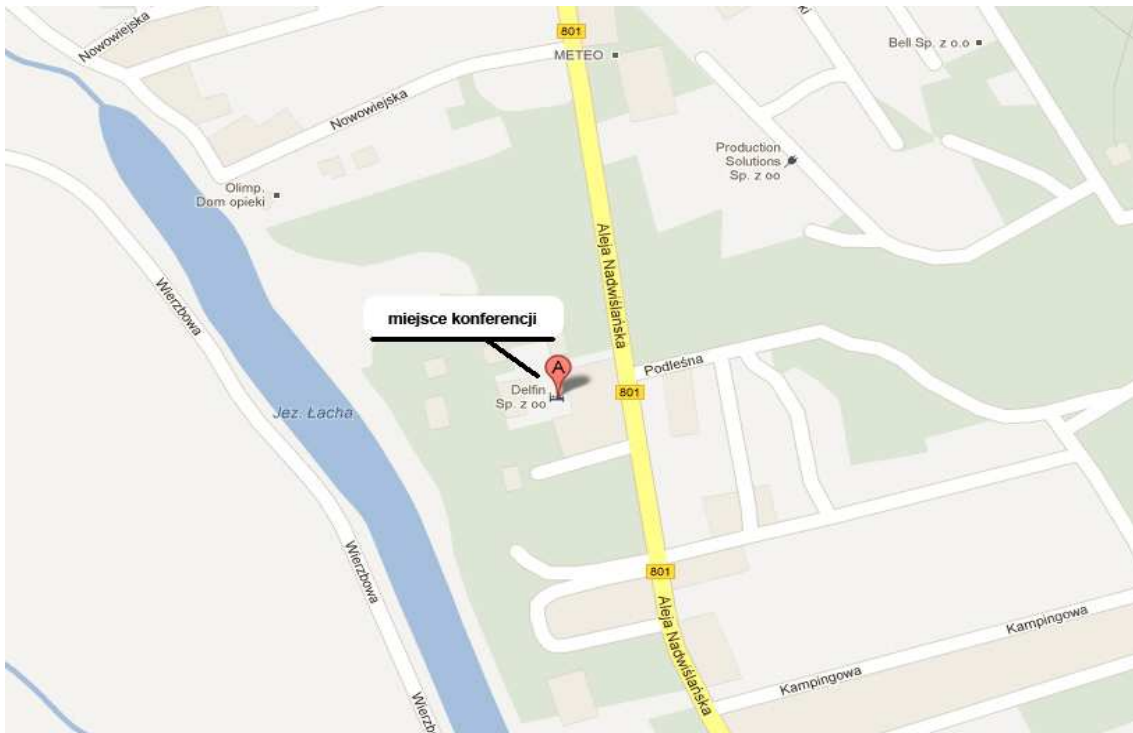 801
Nowowiejska
METEO
Bell Sp. z o.o
Nowowiejska
Production
Solutions
Sp. z oo
Olimp.
Dom opieki
Aleja Nadwiślańska
Wierzbowa
miejsce konferencji
A
Podleśna
Delfin
Sp. z oo
801
Jez. Łacha
Wierzbowa
801
Aleja Nadwiślańska
Kampingowa
Kampingowa
Wierzbowa